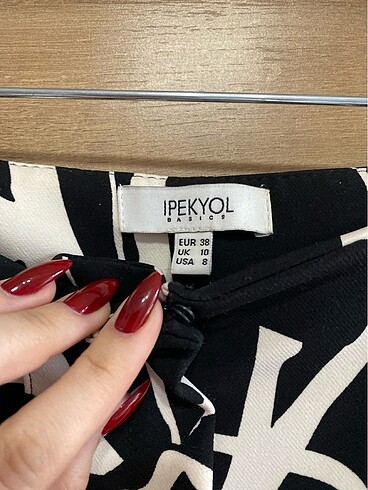 IPEKYOL
BASICS
EUR 38
UK 10
USA 8